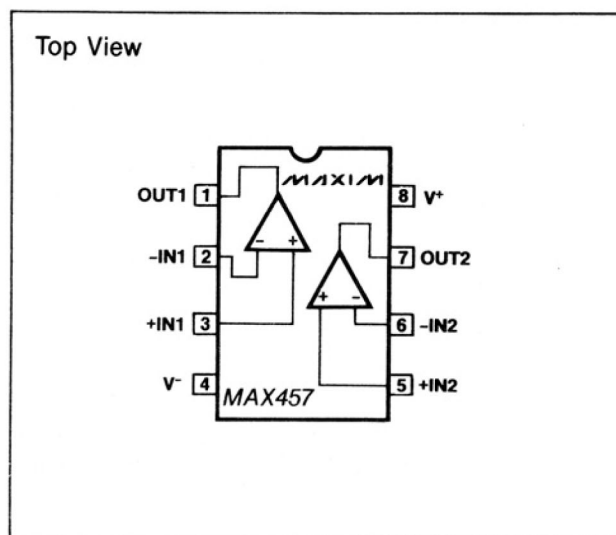 Top View
MAXIM
OUT1 1
-IN1 2
+IN1 3
V- 4
8 V+
7 OUT2
6 -IN2
5 +IN2
- +
+ -
MAX457